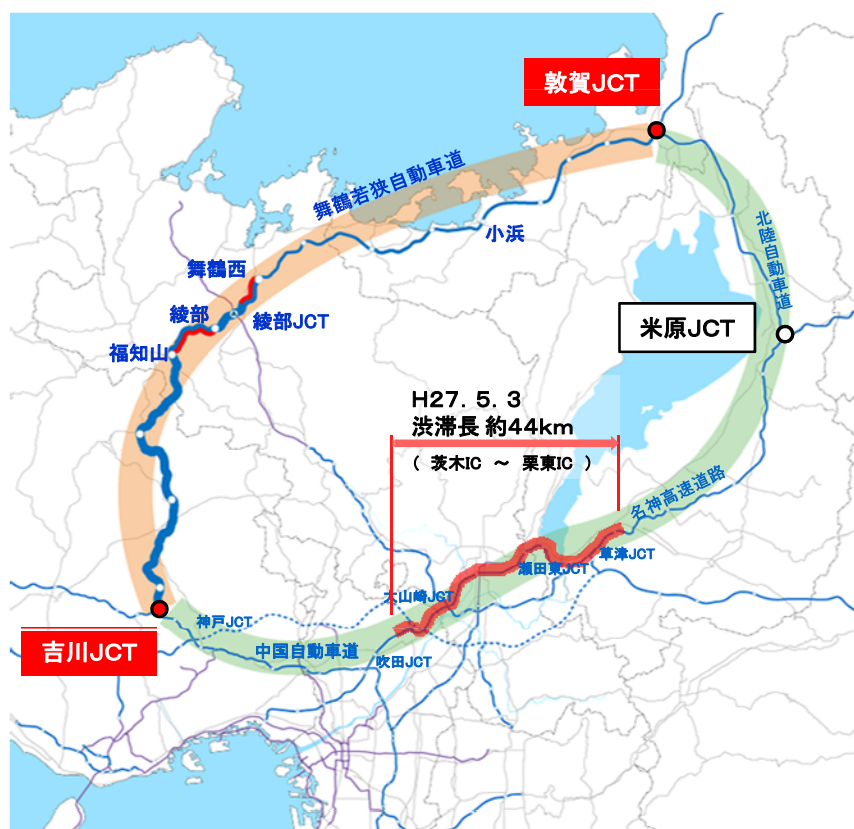 敦賀JCT
舞鶴若狭自動車道
北陸自動車道
小浜
舞鶴西
綾部
綾部JCT
米原JCT
福知山
H27. 5. 3
渋滞長 約44km
( 茨木IC ～ 栗東IC )
名神高速道路
草津JCT
瀬田東JCT
大山崎JCT
神戸JCT
吉川JCT
中国自動車道
吹田JCT